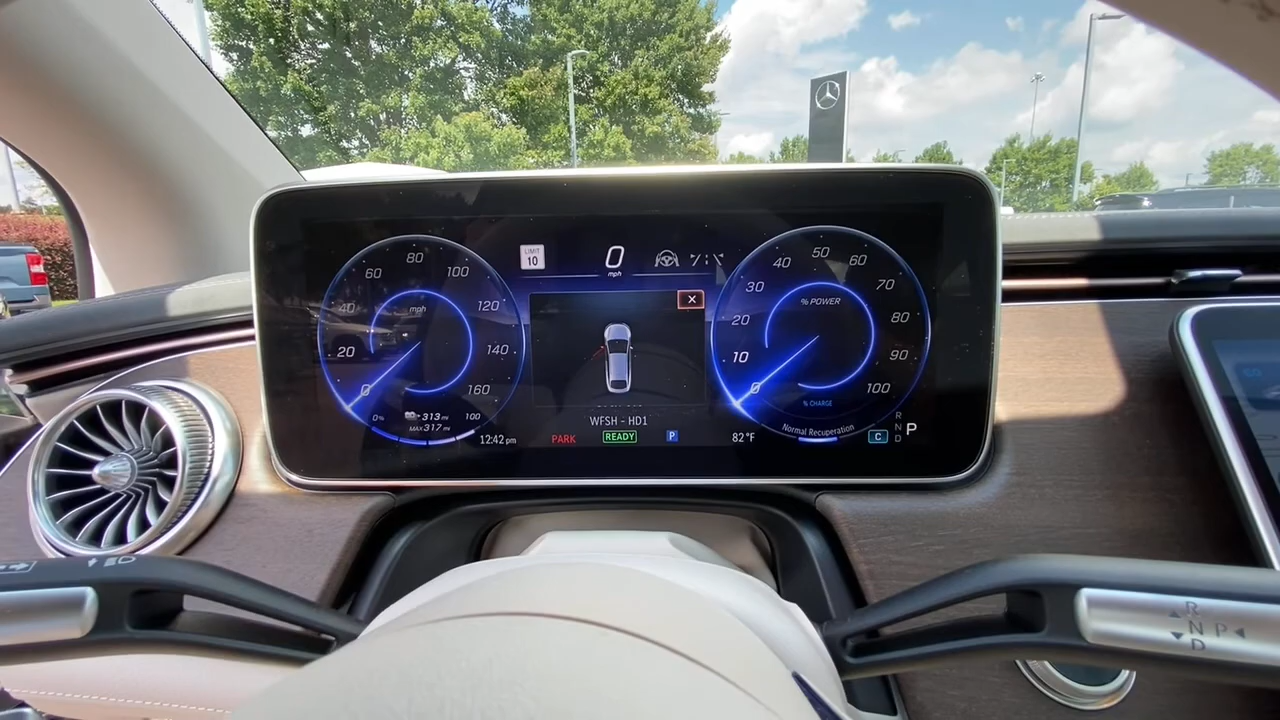 LIMIT
10
0
mph
80
60
100
40
120
20
140
0
160
mph
0%
313 mi
100
MAX 317 mi
12:42 pm
WFSH - HD1
PARK
READY
P
82 °F
50
40
60
30
70
20
80
10
90
0
100
% POWER
% CHARGE
Normal Recuperation
C
R
N
D
P
R
N P
D